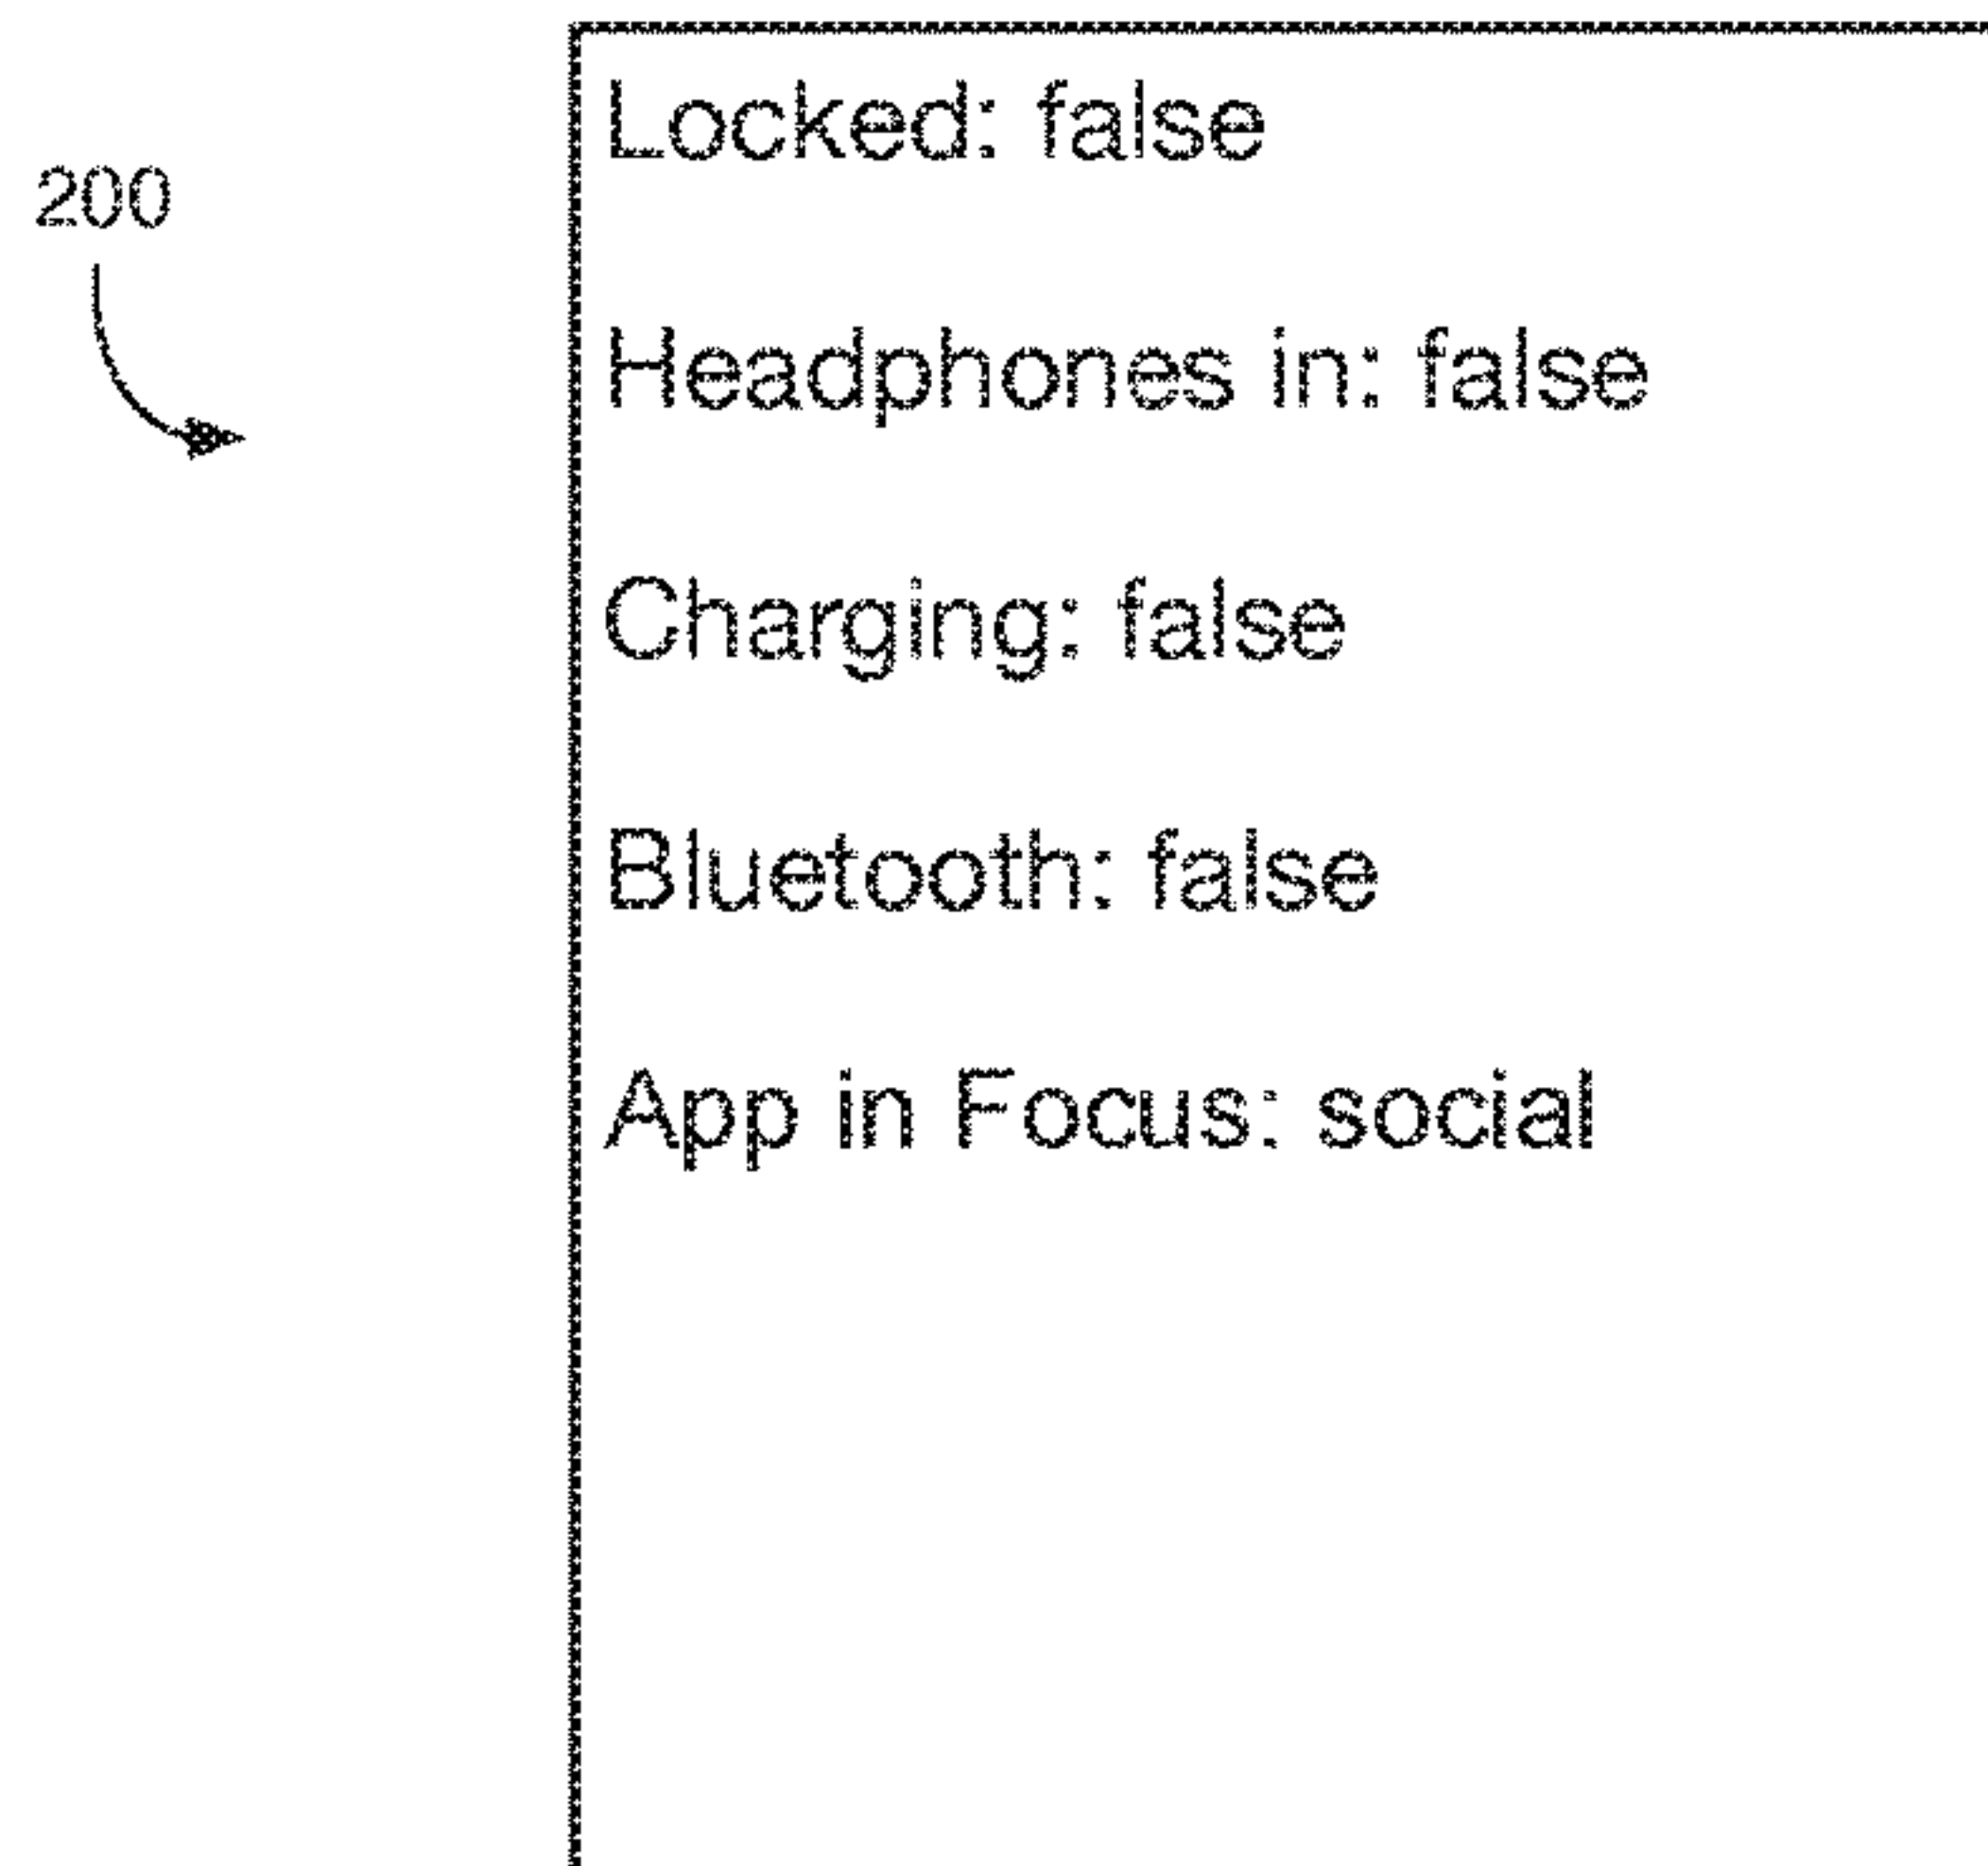 200
Locked: false
Headphones in: false
Charging: false
Bluetooth: false
App in Focus: social